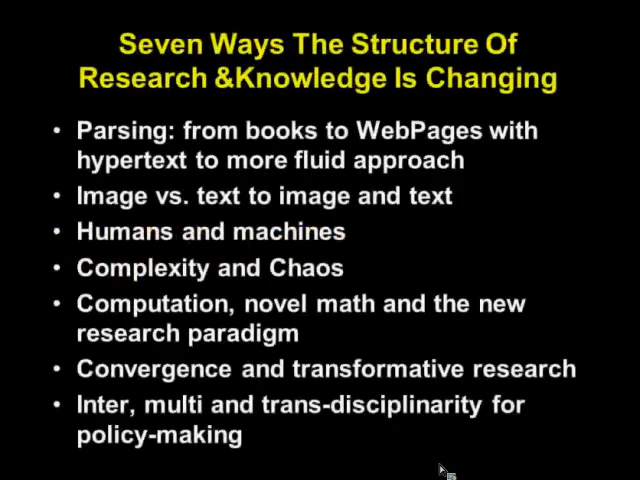 Seven Ways The Structure Of
Research &Knowledge Is Changing
• Parsing: from books to WebPages with
hypertext to more fluid approach
• Image vs. text to image and text
• Humans and machines
• Complexity and Chaos
• Computation, novel math and the new
research paradigm
• Convergence and transformative research
• Inter, multi and trans-disciplinarity for
policy-making